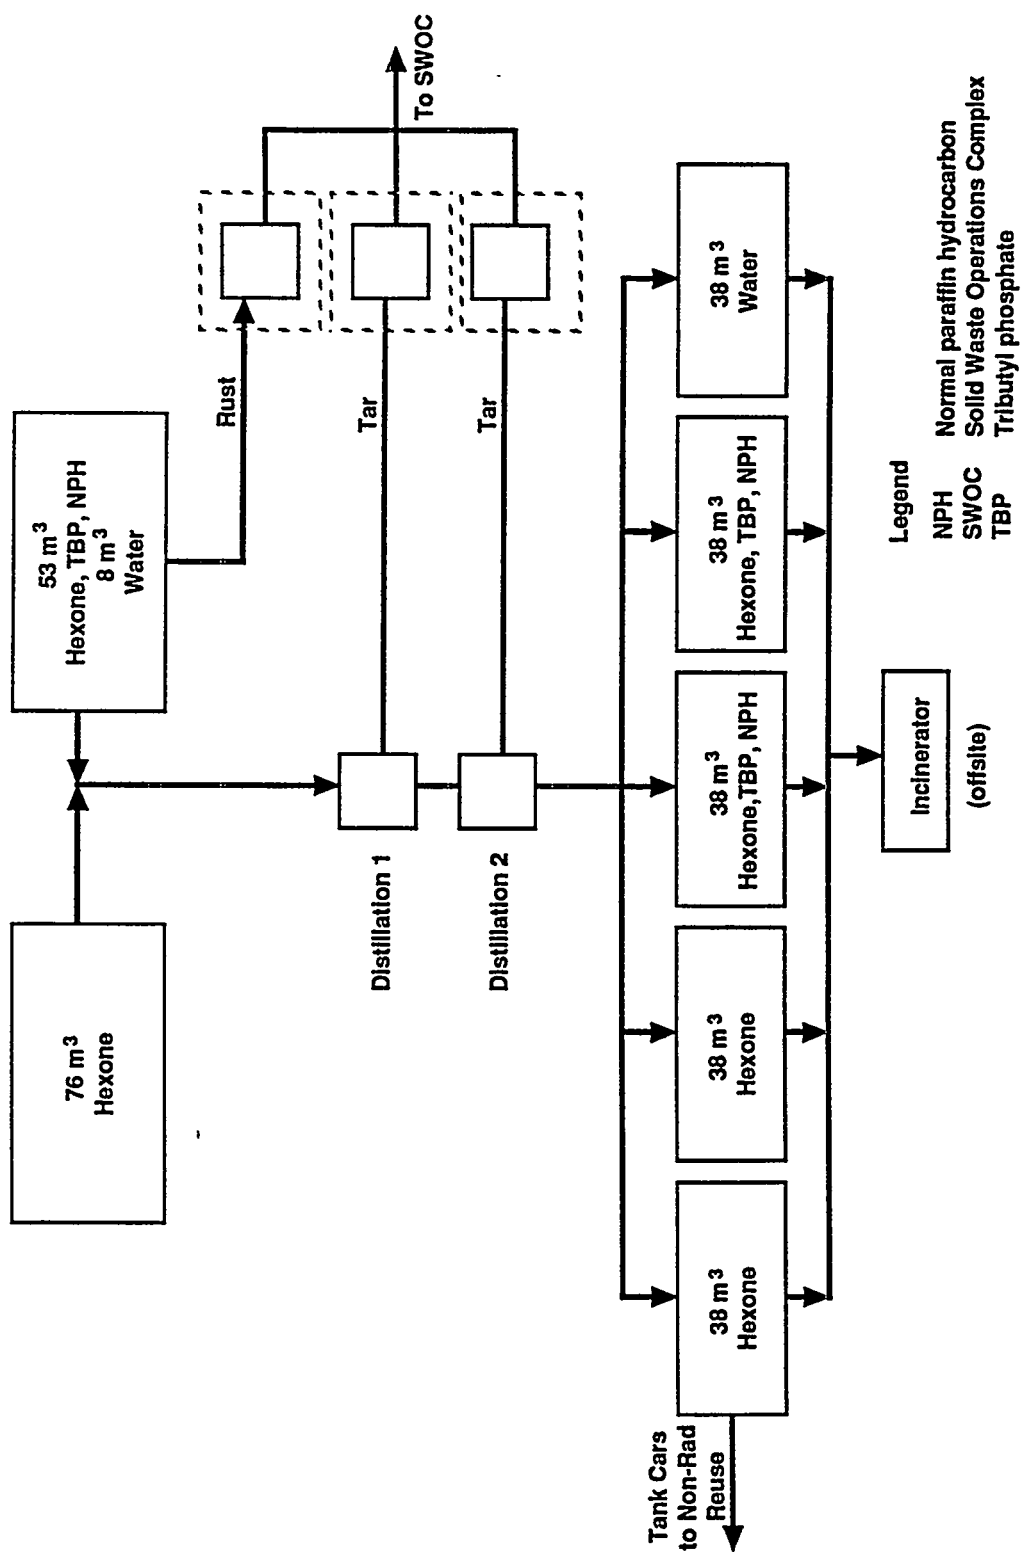 76 m³
Hexone
53 m³
Hexone, TBP, NPH
8 m³
Water
Rust
Tar
Tar
To SWOC
Distillation 1
Distillation 2
Tank Cars
to Non-Rad
Reuse
38 m³
Hexone
38 m³
Hexone
38 m³
Hexone,TBP, NPH
38 m³
Hexone, TBP, NPH
38 m³
Water
Incinerator
(offsite)
Legend
NPH Normal paraffin hydrocarbon
SWOC Solid Waste Operations Complex
TBP Tributyl phosphate